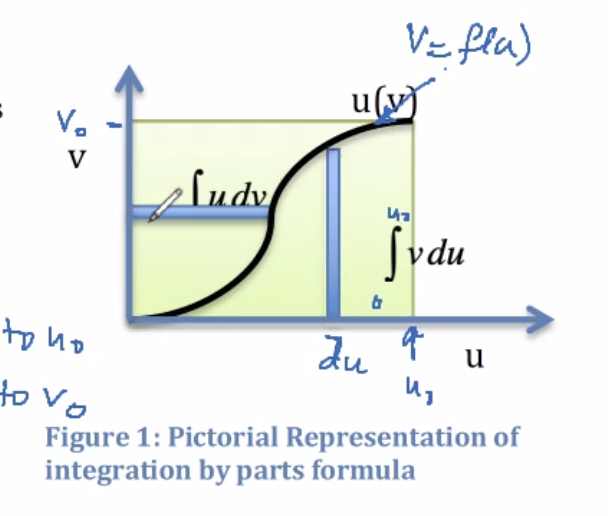 V = f(u)
u(v)
V₀
v
∫u dv
u₀
∫v du
0
to u₀
du
u
u₀
to V₀
Figure 1: Pictorial Representation of
integration by parts formula